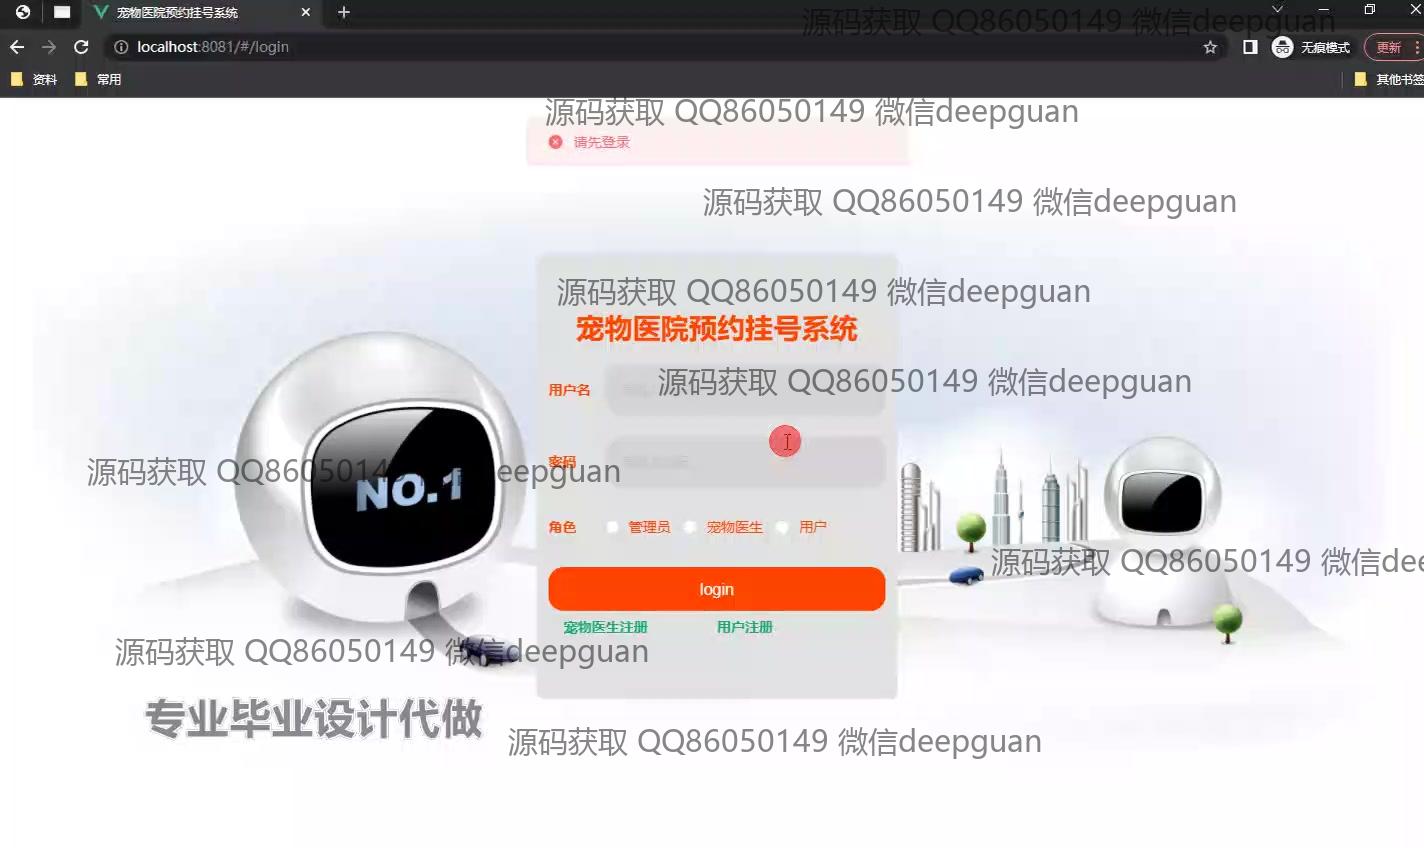 宠物医院预约挂号系统
源码获取 QQ86050149 微信deepguan
localhost:8081/#/login
无痕模式
更新
资料
常用
其他书签
源码获取 QQ86050149 微信deepguan
请先登录
源码获取 QQ86050149 微信deepguan
源码获取 QQ86050149 微信deepguan
宠物医院预约挂号系统
用户名
源码获取 QQ86050149 微信deepguan
密码
源码获取 QQ86050149 deepguan
NO.1
角色 管理员 宠物医生 用户
源码获取 QQ86050149 微信dee
login
宠物医生注册 用户注册
源码获取 QQ86050149 微信deepguan
专业毕业设计代做
源码获取 QQ86050149 微信deepguan